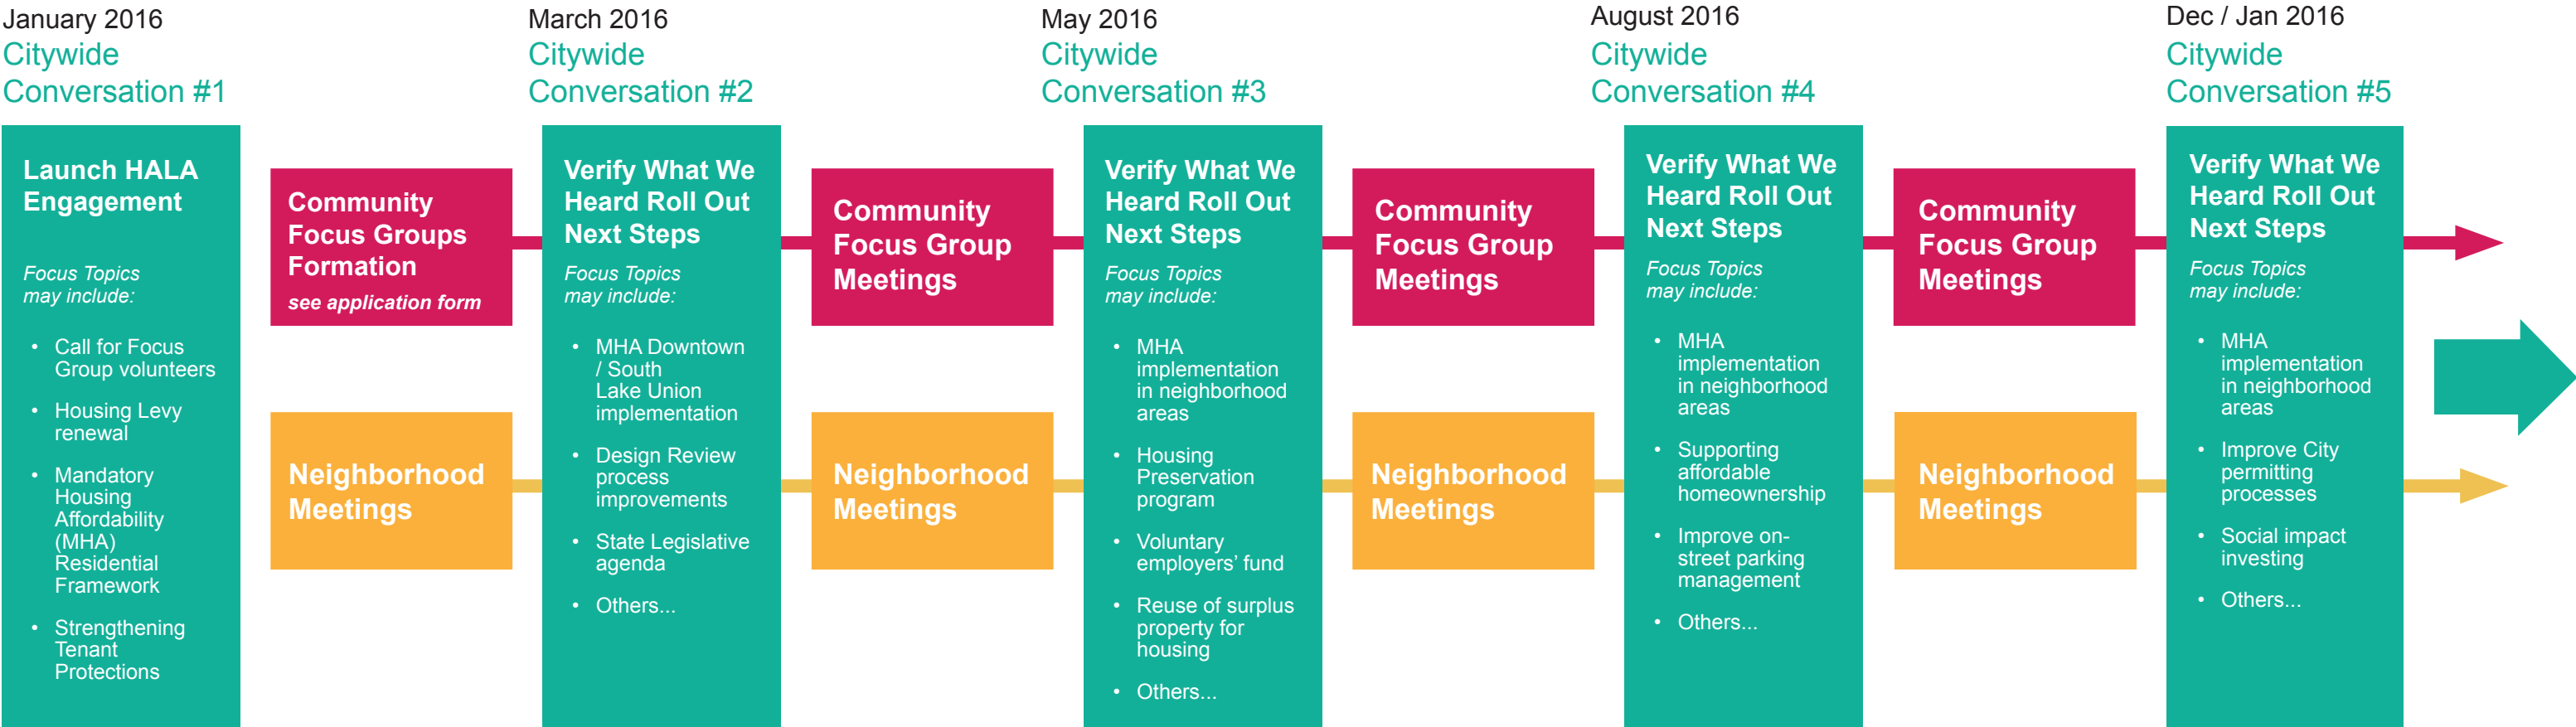 January 2016
Citywide
Conversation #1
Launch HALA
Engagement
Focus Topics
may include:
• Call for Focus
Group volunteers
• Housing Levy
renewal
• Mandatory
Housing
Affordability
(MHA)
Residential
Framework
• Strengthening
Tenant
Protections
Community
Focus Groups
Formation
see application form
Neighborhood
Meetings
March 2016
Citywide
Conversation #2
Verify What We
Heard Roll Out
Next Steps
Focus Topics
may include:
• MHA Downtown
/ South
Lake Union
implementation
• Design Review
process
improvements
• State Legislative
agenda
• Others...
Community
Focus Group
Meetings
Neighborhood
Meetings
May 2016
Citywide
Conversation #3
Verify What We
Heard Roll Out
Next Steps
Focus Topics
may include:
• MHA
implementation
in neighborhood
areas
• Housing
Preservation
program
• Voluntary
employers’ fund
• Reuse of surplus
property for
housing
• Others...
Community
Focus Group
Meetings
Neighborhood
Meetings
August 2016
Citywide
Conversation #4
Verify What We
Heard Roll Out
Next Steps
Focus Topics
may include:
• MHA
implementation
in neighborhood
areas
• Supporting
affordable
homeownership
• Improve on-
street parking
management
• Others...
Community
Focus Group
Meetings
Neighborhood
Meetings
Dec / Jan 2016
Citywide
Conversation #5
Verify What We
Heard Roll Out
Next Steps
Focus Topics
may include:
• MHA
implementation
in neighborhood
areas
• Improve City
permitting
processes
• Social impact
investing
• Others...